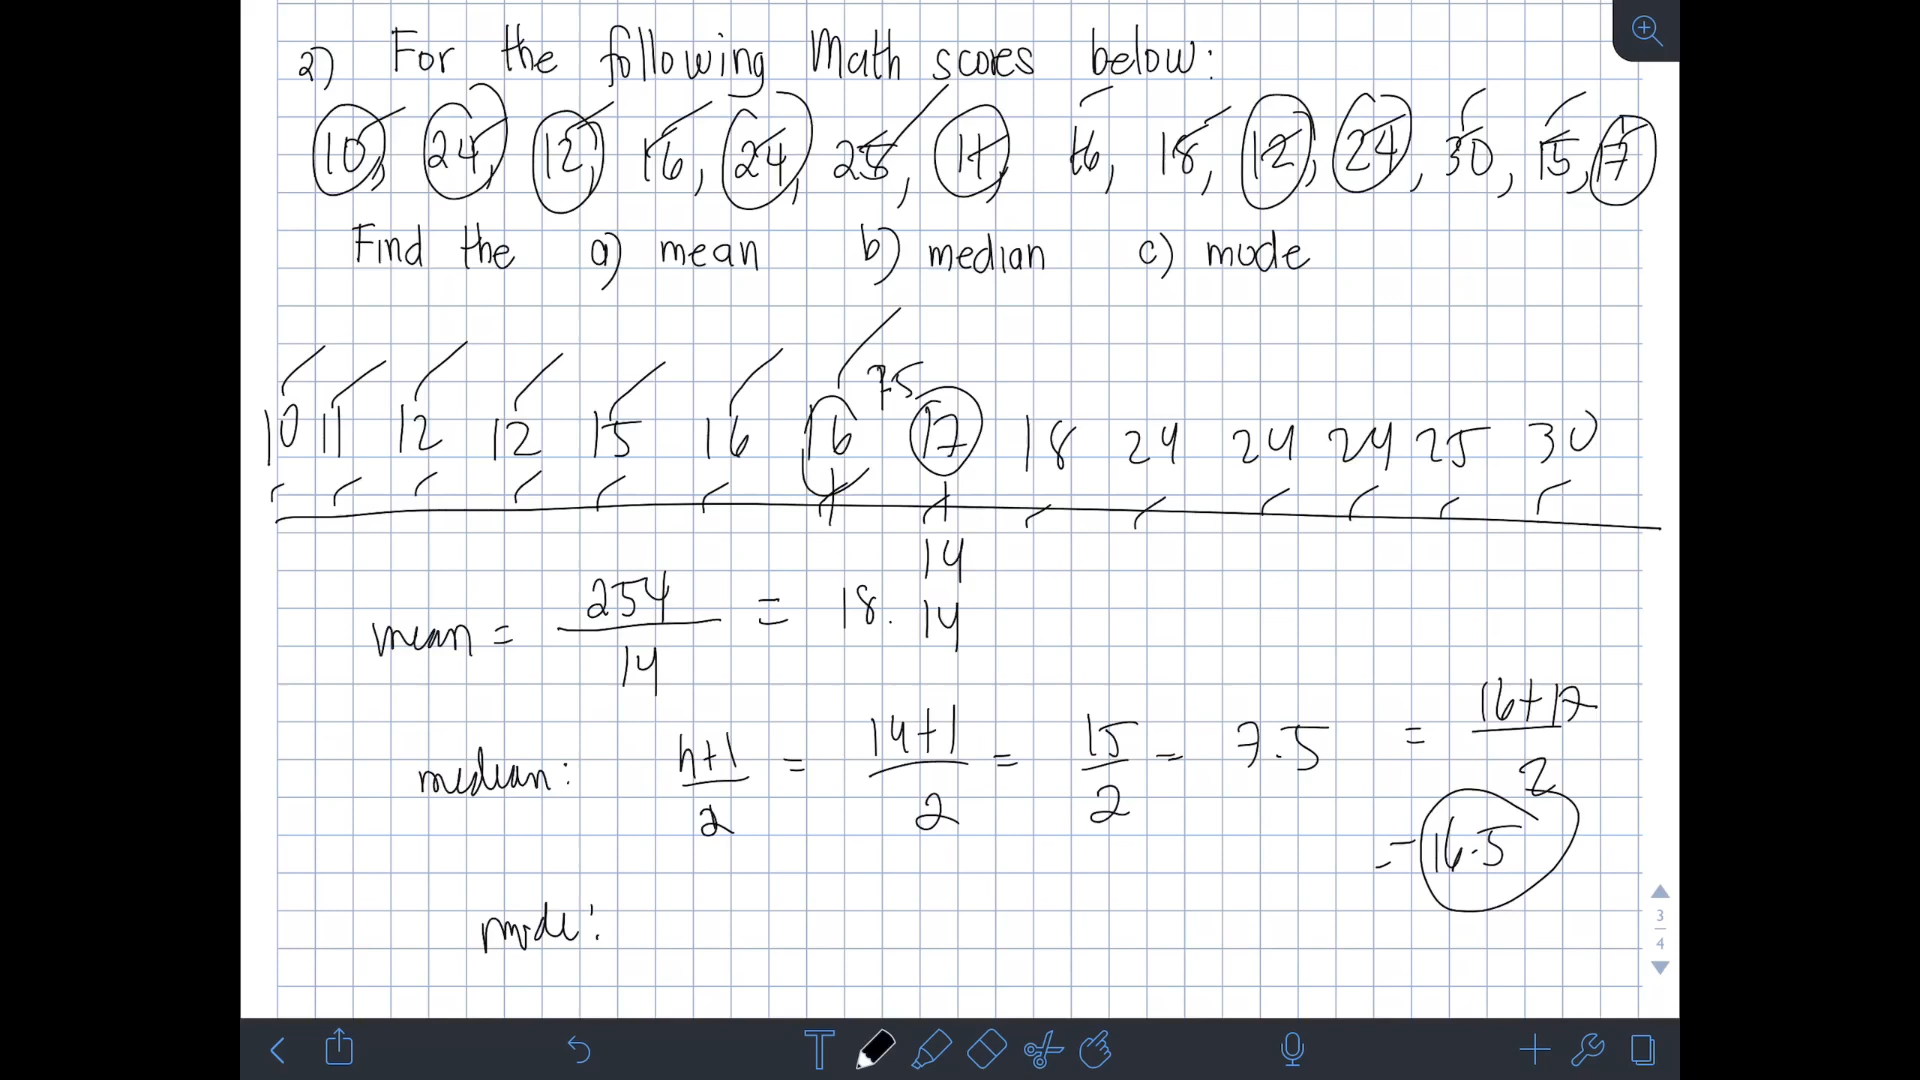 2) For the following Math scores below:
10, 24, 12, 16, 24, 25, 11, 16, 18, 12, 24, 30, 15, 17
Find the a) mean b) median c) mode
7.5
10 11 12 12 15 16 16 17 18 24 24 24 25 30
14
mean = 254/14 = 18. 14
median: n+1/2 = 14+1/2 = 15/2 = 7.5 = 16+17/2
= 16.5
mode:
3
4
T